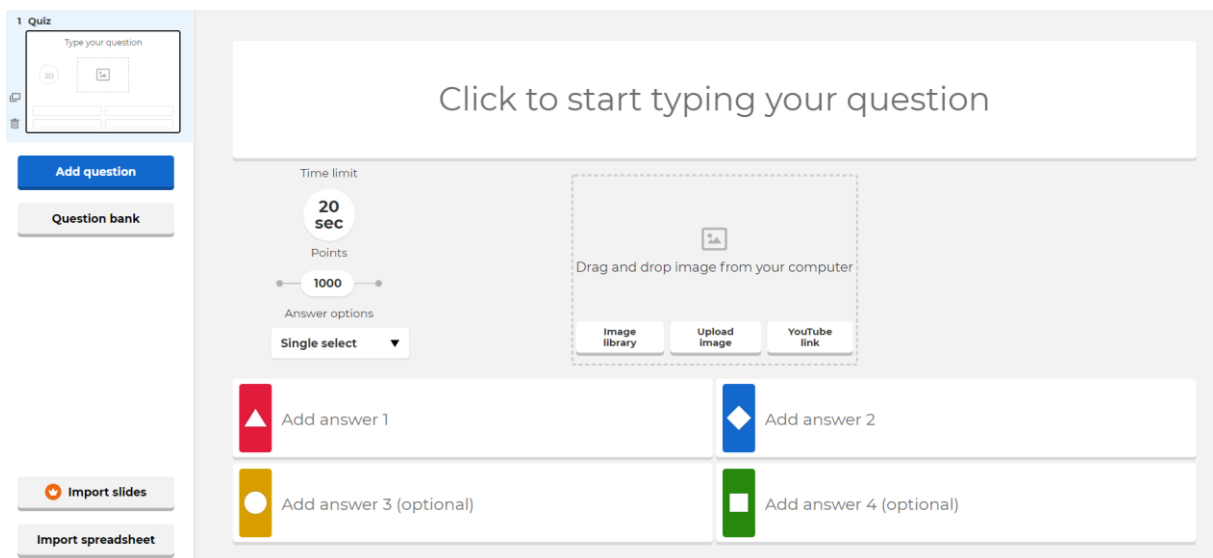 1 Quiz
Type your question
20
Add question
Question bank
Import slides
Import spreadsheet
Click to start typing your question
Time limit
20
sec
Points
1000
Answer options
Single select
Drag and drop image from your computer
Image
library
Upload
image
YouTube
link
Add answer 1
Add answer 2
Add answer 3 (optional)
Add answer 4 (optional)